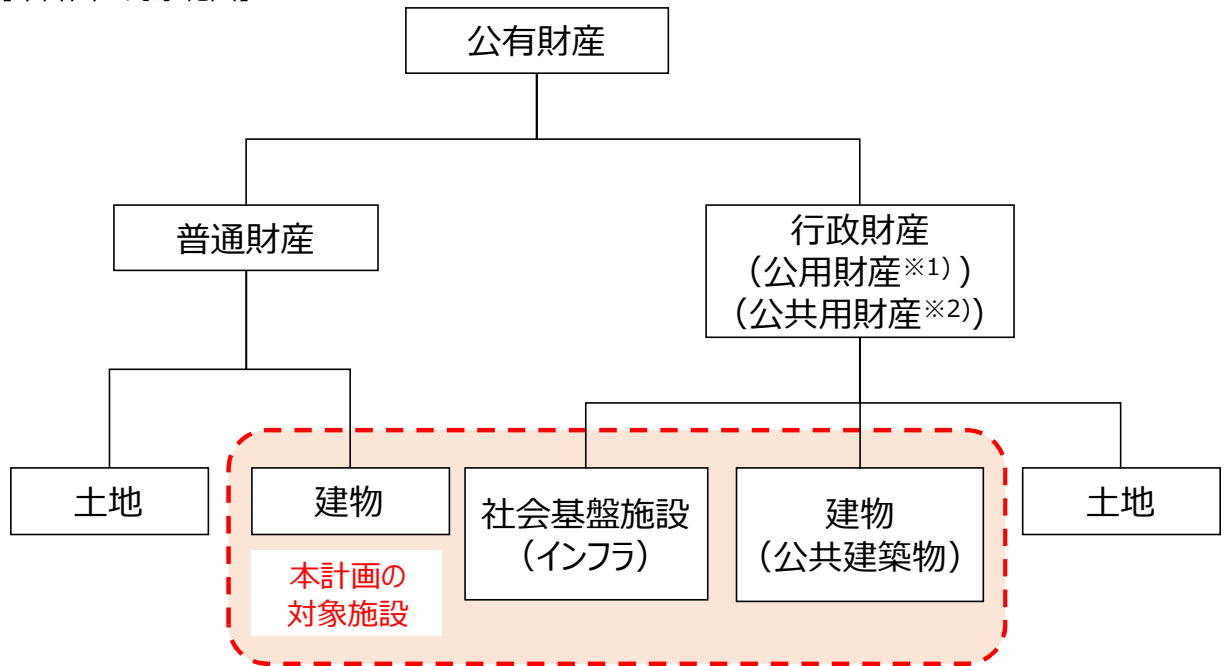 公有財産
普通財産
行政財産
（公用財産※1)）
（公共用財産※2)）
土地
建物
社会基盤施設
（インフラ）
建物
（公共建築物）
土地
本計画の
対象施設